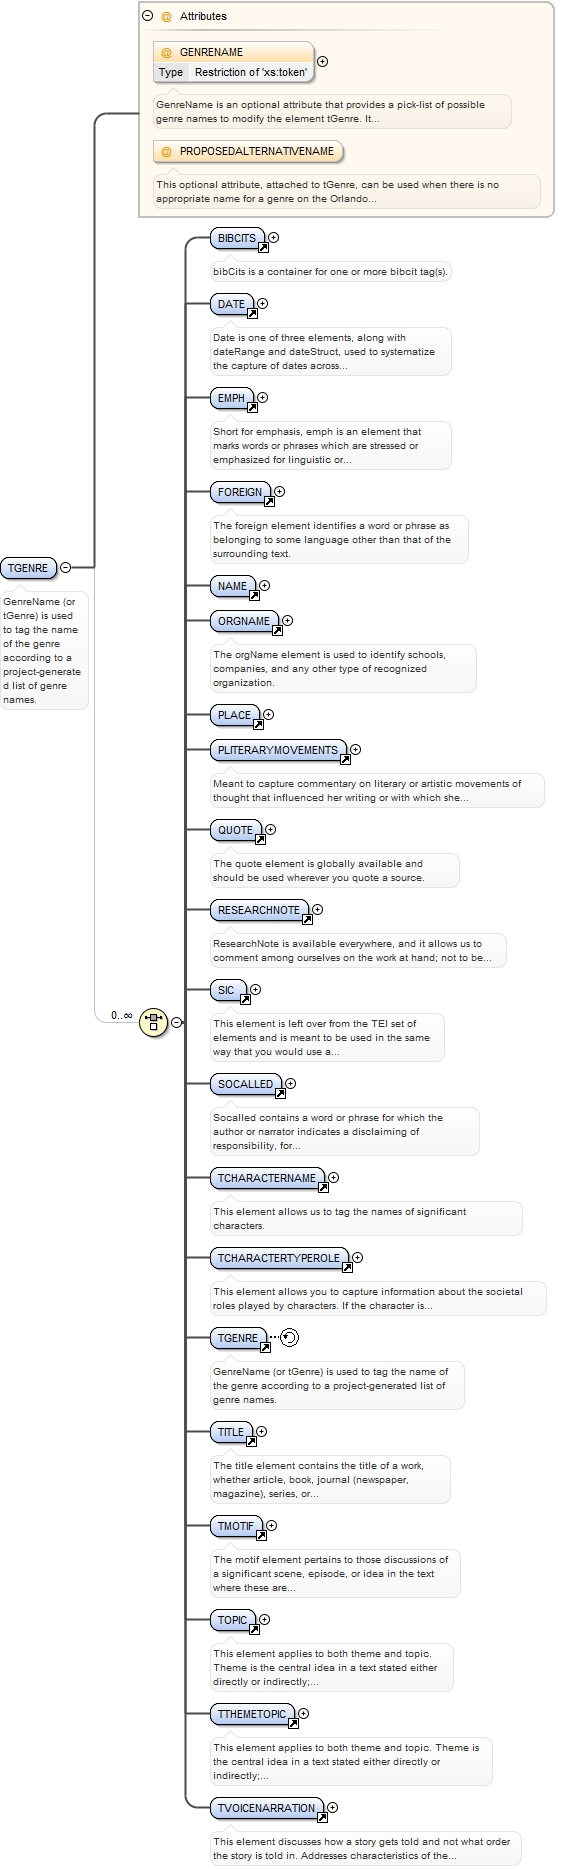 Attributes
@ GENRENAME
Type Restriction of 'xs:token'
GenreName is an optional attribute that provides a pick-list of possible
genre names to modify the element tGenre. It...
@ PROPOSEDALTERNATIVENAME
This optional attribute, attached to tGenre, can be used when there is no
appropriate name for a genre on the Orlando...
TGENRE
GenreName (or
tGenre) is used
to tag the name
of the genre
according to a
project-generate
d list of genre
names.
0..∞
BIBCITS
bibCits is a container for one or more bibcit tag(s).
DATE
Date is one of three elements, along with
dateRange and dateStruct, used to systematize
the capture of dates across...
EMPH
Short for emphasis, emph is an element that
marks words or phrases which are stressed or
emphasized for linguistic or...
FOREIGN
The foreign element identifies a word or phrase as
belonging to some language other than that of the
surrounding text.
NAME
ORGNAME
The orgName element is used to identify schools,
companies, and any other type of recognized
organization.
PLACE
PLITERARYMOVEMENTS
Meant to capture commentary on literary or artistic movements of
thought that influenced her writing or with which she...
QUOTE
The quote element is globally available and
should be used wherever you quote a source.
RESEARCHNOTE
ResearchNote is available everywhere, and it allows us to
comment among ourselves on the work at hand; not to be...
SIC
This element is left over from the TEI set of
elements and is meant to be used in the same
way that you would use a...
SOCALLED
Socalled contains a word or phrase for which the
author or narrator indicates a disclaiming of
responsibility, for...
TCHARACTERNAME
This element allows us to tag the names of significant
characters.
TCHARACTERTYPEROLE
This element allows you to capture information about the societal
roles played by characters. If the character is...
TGENRE
GenreName (or tGenre) is used to tag the name of
the genre according to a project-generated list of
genre names.
TITLE
The title element contains the title of a work,
whether article, book, journal (newspaper,
magazine), series, or...
TMOTIF
The motif element pertains to those discussions of
a significant scene, episode, or idea in the text
where these are...
TOPIC
This element applies to both theme and topic.
Theme is the central idea in a text stated either
directly or indirectly;...
TTHEMETOPIC
This element applies to both theme and topic. Theme is
the central idea in a text stated either directly or
indirectly;...
TVOICENARRATION
This element discusses how a story gets told and not what order
the story is told in. Addresses characteristics of the...